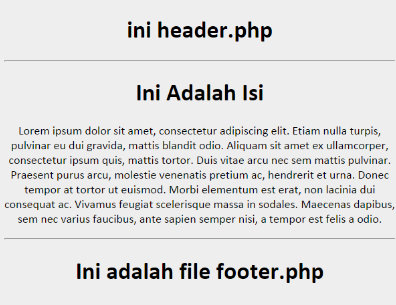 ini header.php
Ini Adalah Isi
Lorem ipsum dolor sit amet, consectetur adipiscing elit. Etiam nulla turpis,
pulvinar eu dui gravida, mattis blandit odio. Aliquam sit amet ex ullamcorper,
consectetur ipsum quis, mattis tortor. Duis vitae arcu nec sem mattis pulvinar.
Praesent purus arcu, molestie venenatis pretium ac, hendrerit et urna. Donec
tempor at tortor ut euismod. Morbi elementum est erat, non lacinia dui
consequat ac. Vivamus feugiat scelerisque massa in sodales. Maecenas dapibus,
sem nec varius faucibus, ante sapien semper nisi, a tempor est felis a odio.
Ini adalah file footer.php